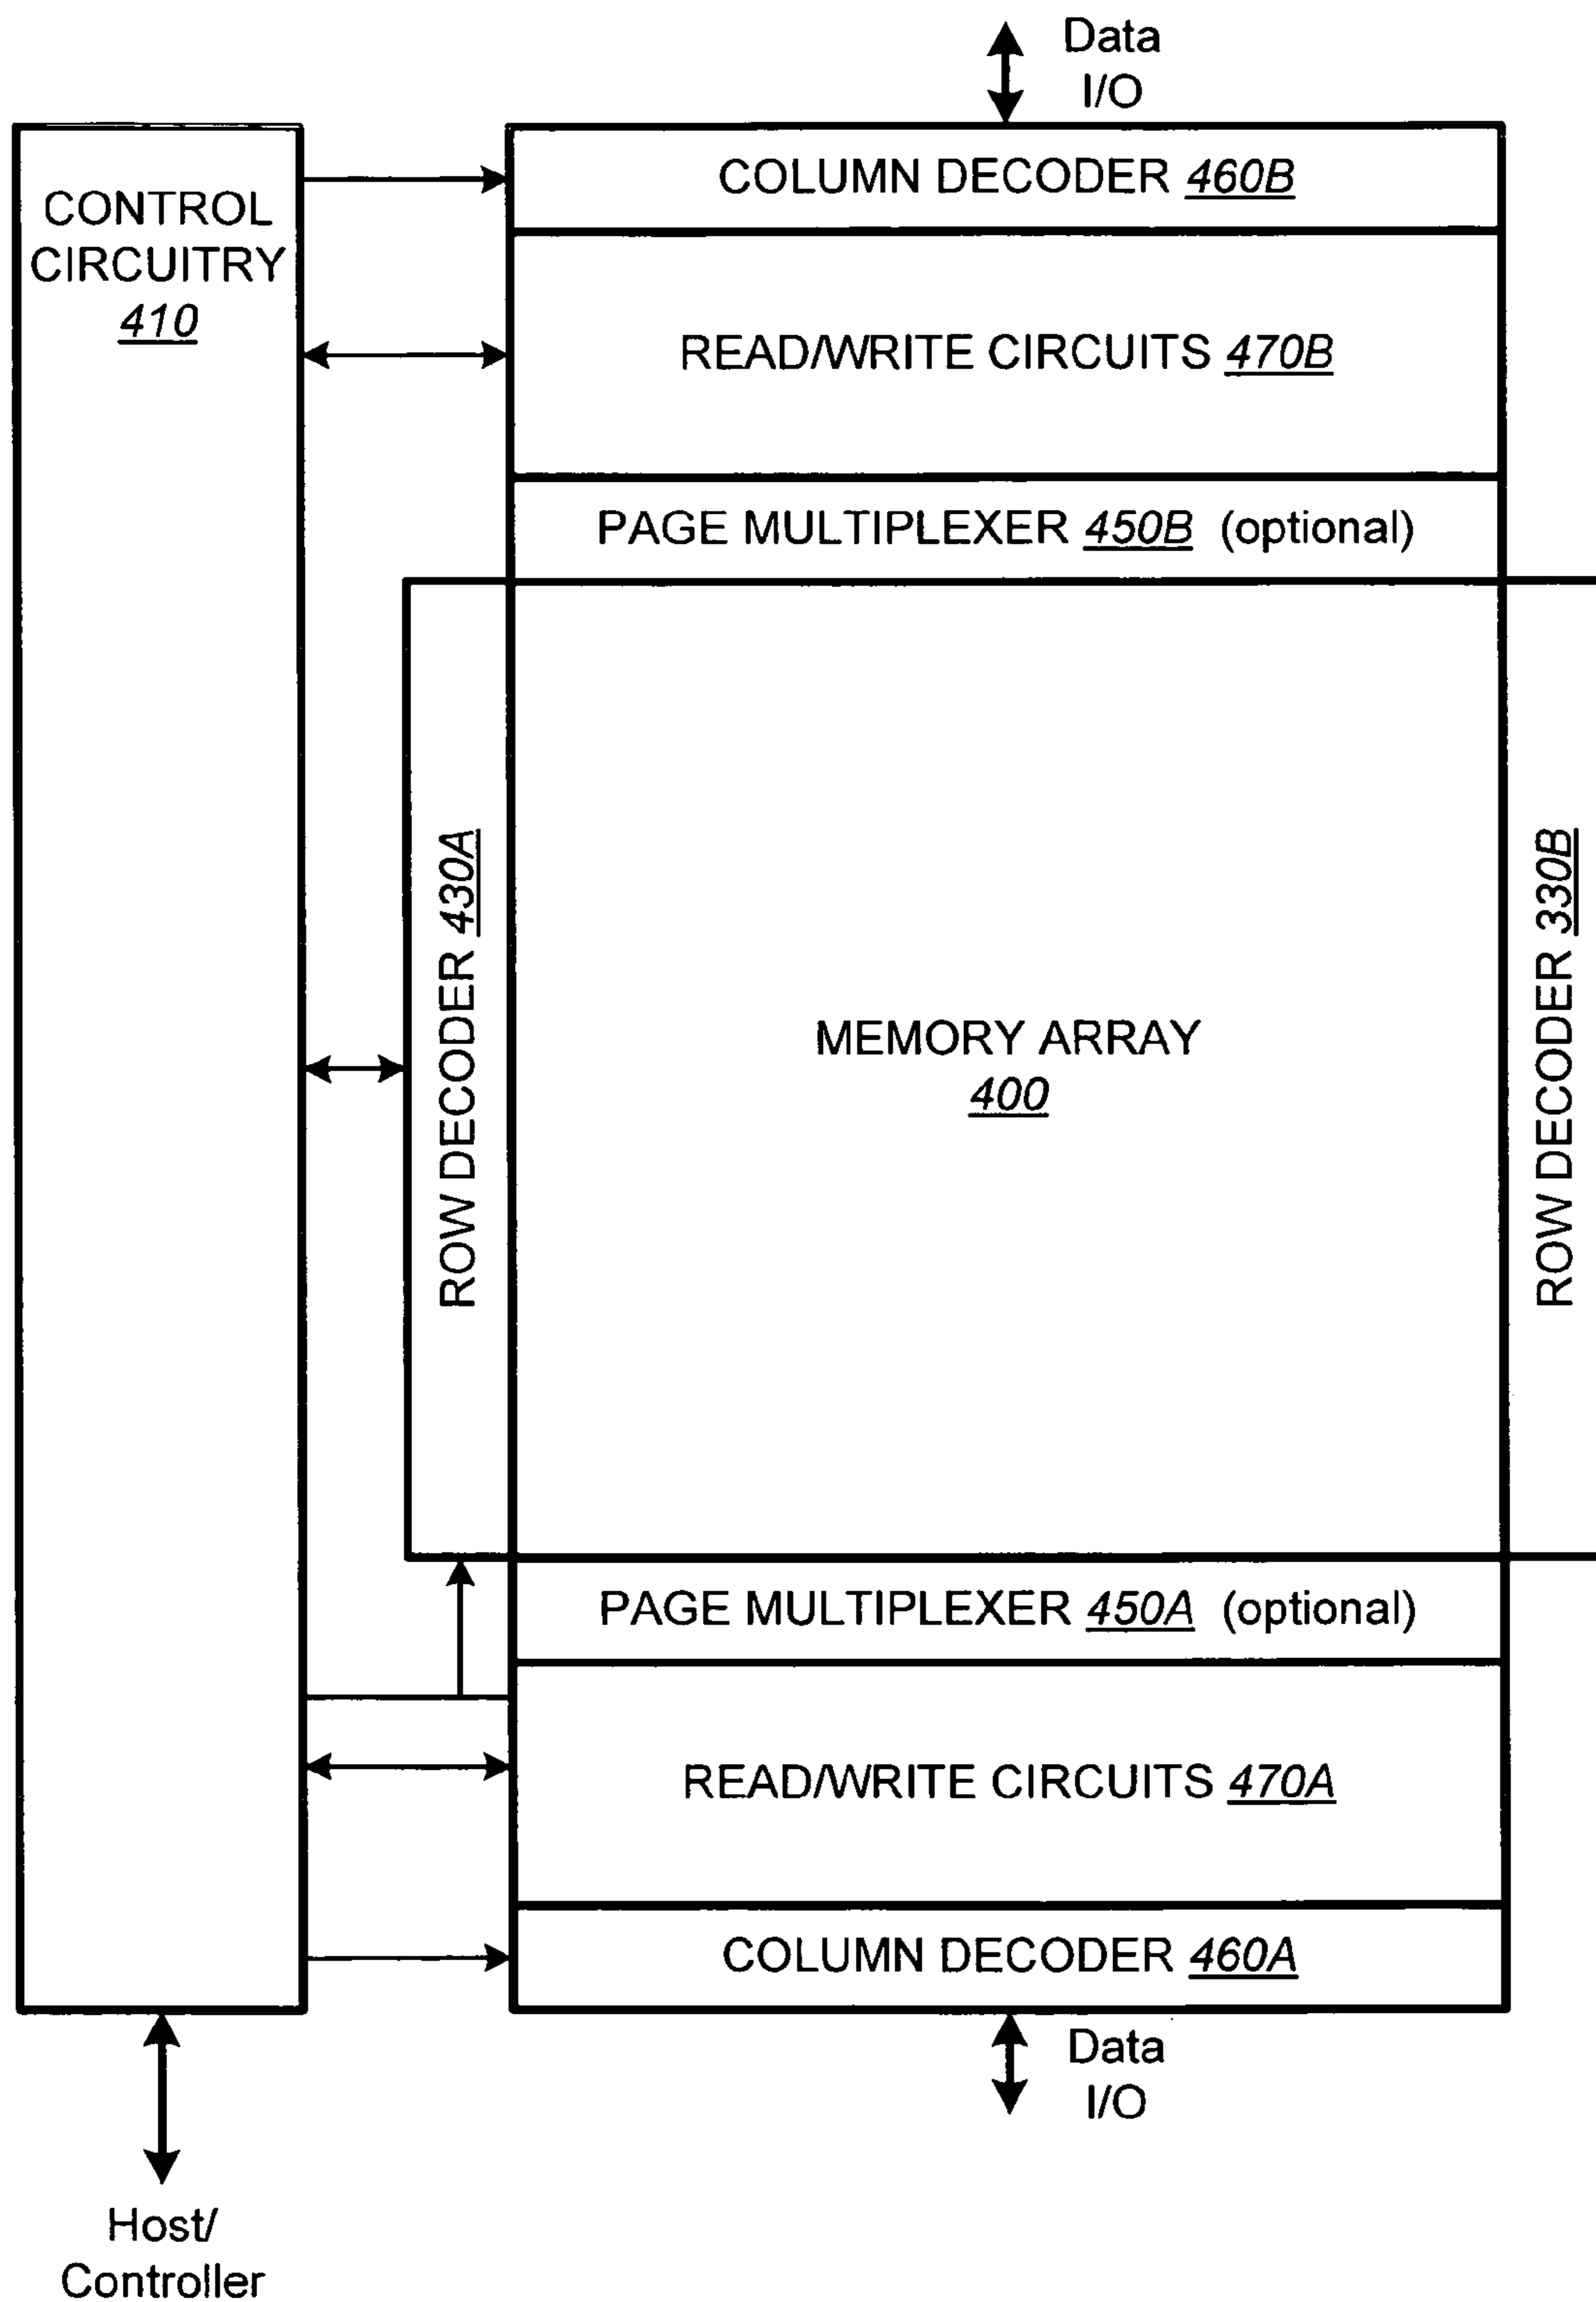 Data
I/O
CONTROL
CIRCUITRY
410
COLUMN DECODER 460B
READ/WRITE CIRCUITS 470B
PAGE MULTIPLEXER 450B (optional)
ROW DECODER 430A
MEMORY ARRAY
400
ROW DECODER 330B
PAGE MULTIPLEXER 450A (optional)
READ/WRITE CIRCUITS 470A
COLUMN DECODER 460A
Data
I/O
Host/
Controller